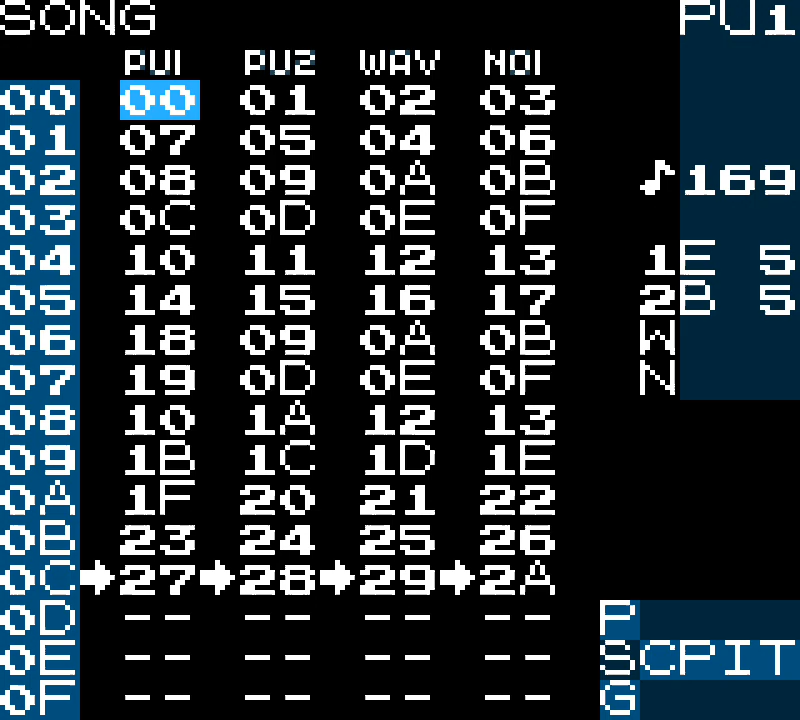 SONG PU1
PU1 PU2 WAV NOI
00 00 01 02 03
01 07 05 04 06
02 08 09 0A 0B ♪169
03 0C 0D 0E 0F
04 10 11 12 13 1E 5
05 14 15 16 17 2B 5
06 18 09 0A 0B W
07 19 0D 0E 0F N
08 10 1A 12 13
09 1B 1C 1D 1E
0A 1F 20 21 22
0B 23 24 25 26
0C 27 28 29 2A
0D -- -- -- -- P
0E -- -- -- -- SCPIT
0F -- -- -- -- G